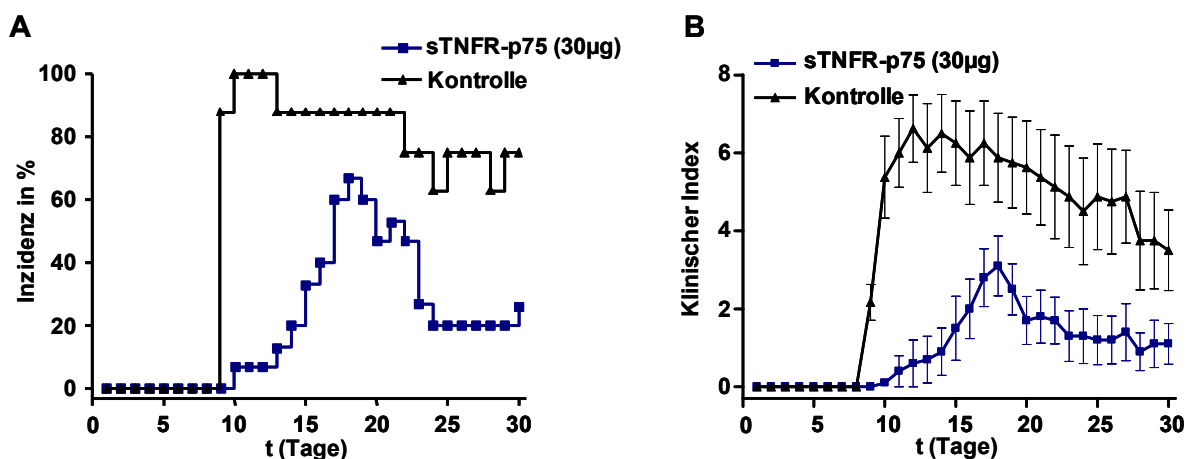 A
sTNFR-p75 (30µg)
Kontrolle
100
80
60
40
20
0
Inzidenz in %
0 5 10 15 20 25 30
t (Tage)
B
sTNFR-p75 (30µg)
Kontrolle
8
6
4
2
0
Klinischer Index
0 5 10 15 20 25 30
t (Tage)